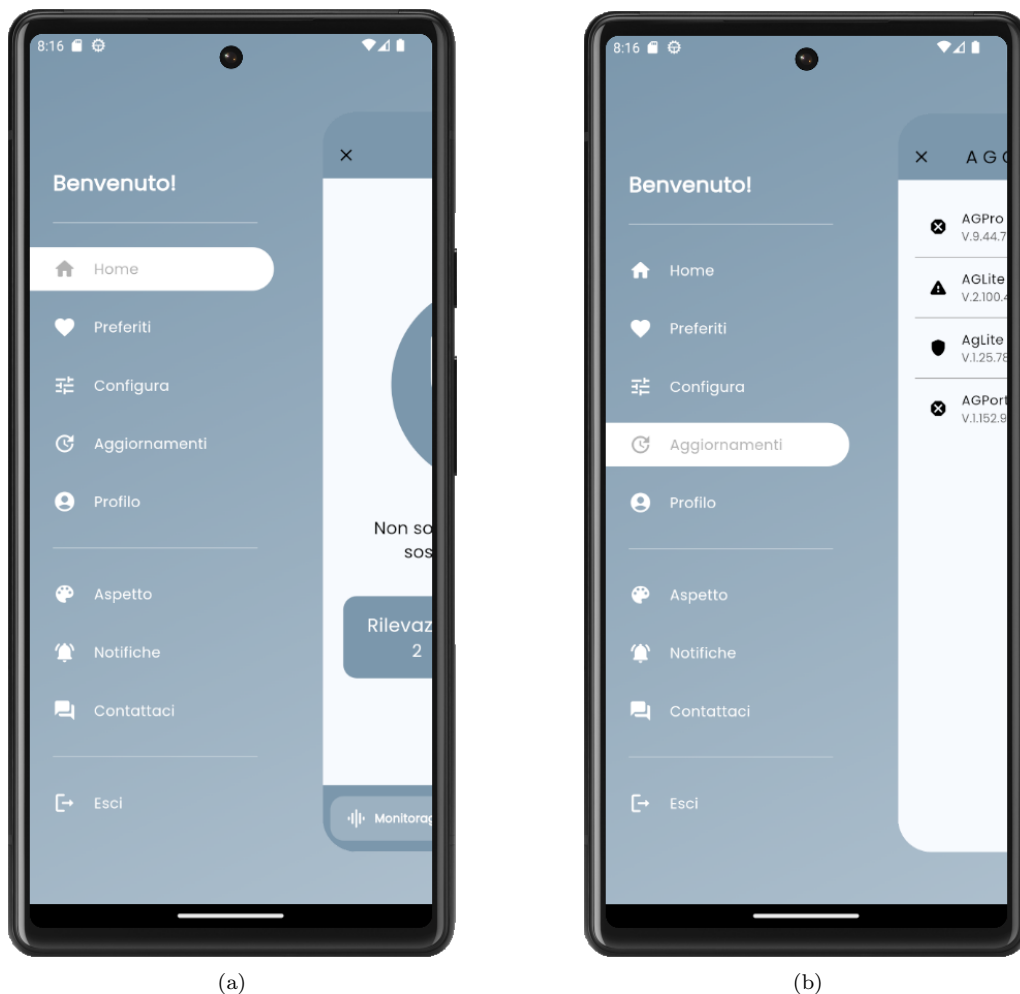 8:16
Benvenuto!
Home
Preferiti
Configura
Aggiornamenti
Profilo
Aspetto
Notifiche
Contattaci
Esci
Non so
sos
Rilevaz
2
Monitorag
(a)
8:16
Benvenuto!
Home
Preferiti
Configura
Aggiornamenti
Profilo
Aspetto
Notifiche
Contattaci
Esci
AG
AGPro
V.9.44.7
AGLite
V.2.100.4
AgLite
V.1.25.78
AGPort
V.1.152.9
(b)